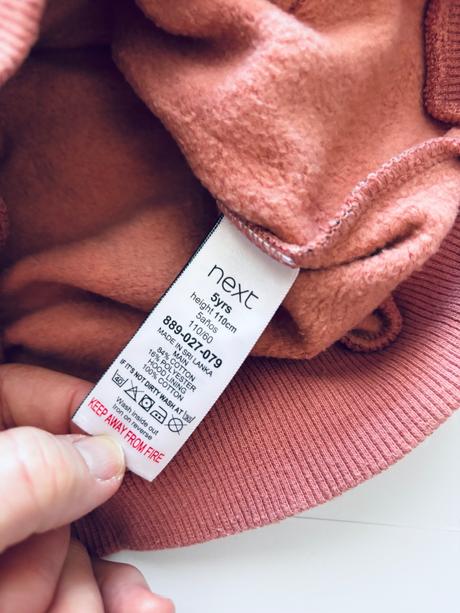 next
5yrs
height 110cm
5años
110/60
889-027-079
MADE IN SRI LANKA
MAIN
84% COTTON
16% POLYESTER
HOOD LINING
100% COTTON
IF IT'S NOT DIRTY WASH AT 30
40
Wash inside out
Iron on reverse
KEEP AWAY FROM FIRE